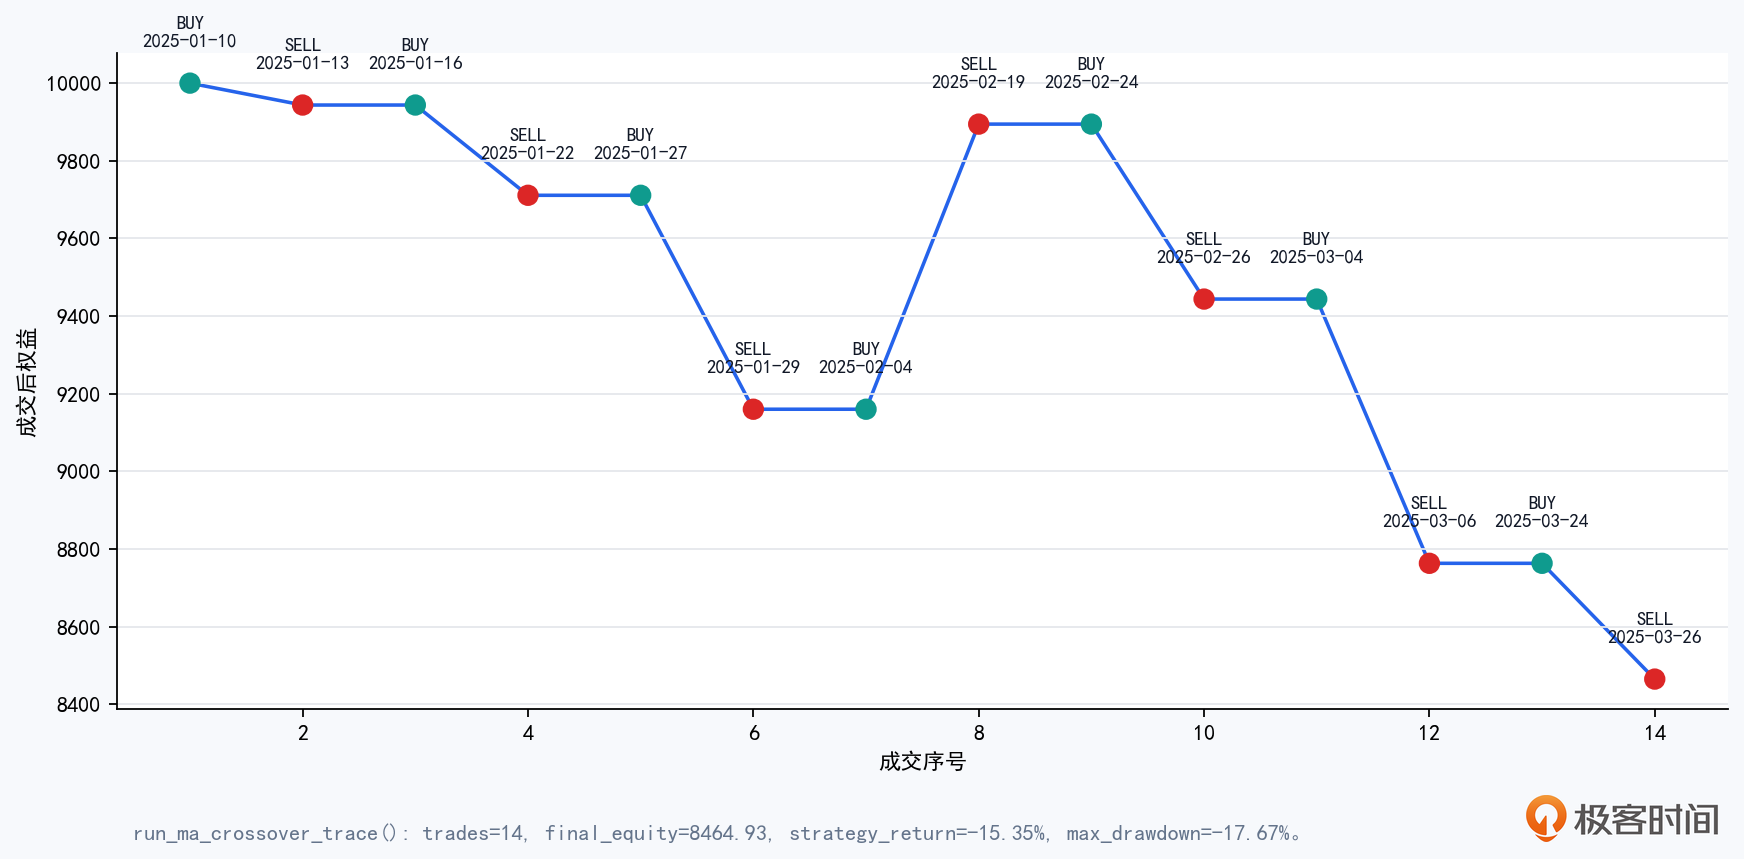 BUY
2025-01-10
SELL
2025-01-13
BUY
2025-01-16
SELL
2025-01-22
BUY
2025-01-27
SELL
2025-01-29
BUY
2025-02-04
SELL
2025-02-19
BUY
2025-02-24
SELL
2025-02-26
BUY
2025-03-04
SELL
2025-03-06
BUY
2025-03-24
SELL
2025-03-26
成交后权益
10000
9800
9600
9400
9200
9000
8800
8600
8400
2 4 6 8 10 12 14
成交序号
run_ma_crossover_trace(): trades=14, final_equity=8464.93, strategy_return=-15.35%, max_drawdown=-17.67%。
极客时间